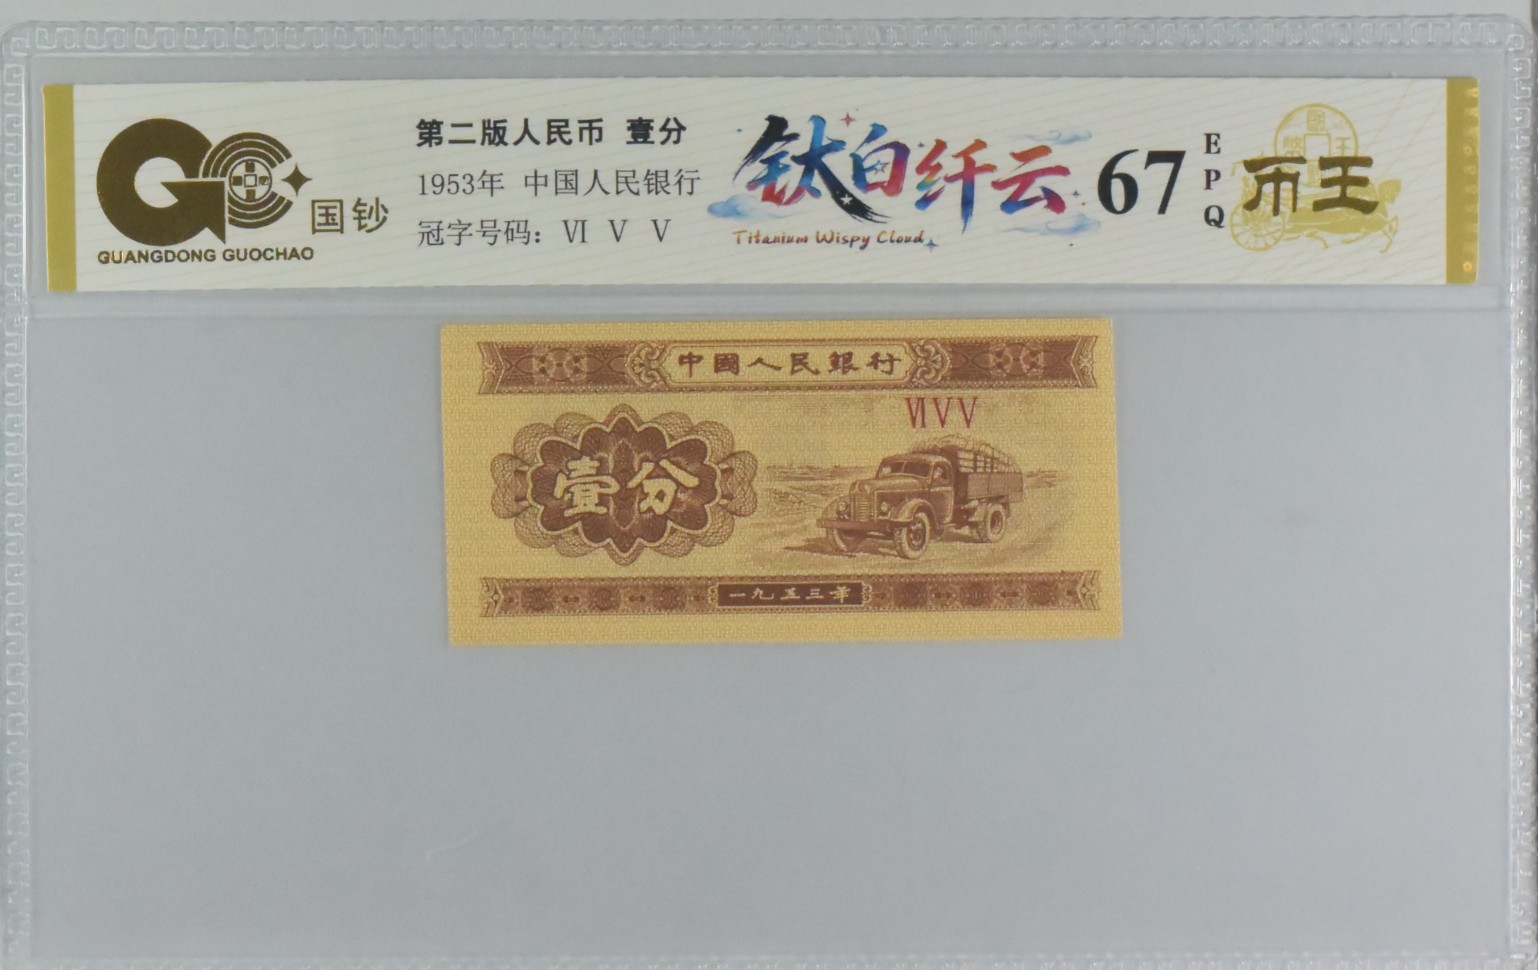 国钞
GUANGDONG GUOCHAO
第二版人民币 壹分
1953年 中国人民银行
冠字号码：Ⅵ Ⅴ Ⅴ
钛白纤云
Titanium Wispy Cloud
67
EPQ
币王
中國人民銀行
ⅥⅤⅤ
壹分
一九五三年